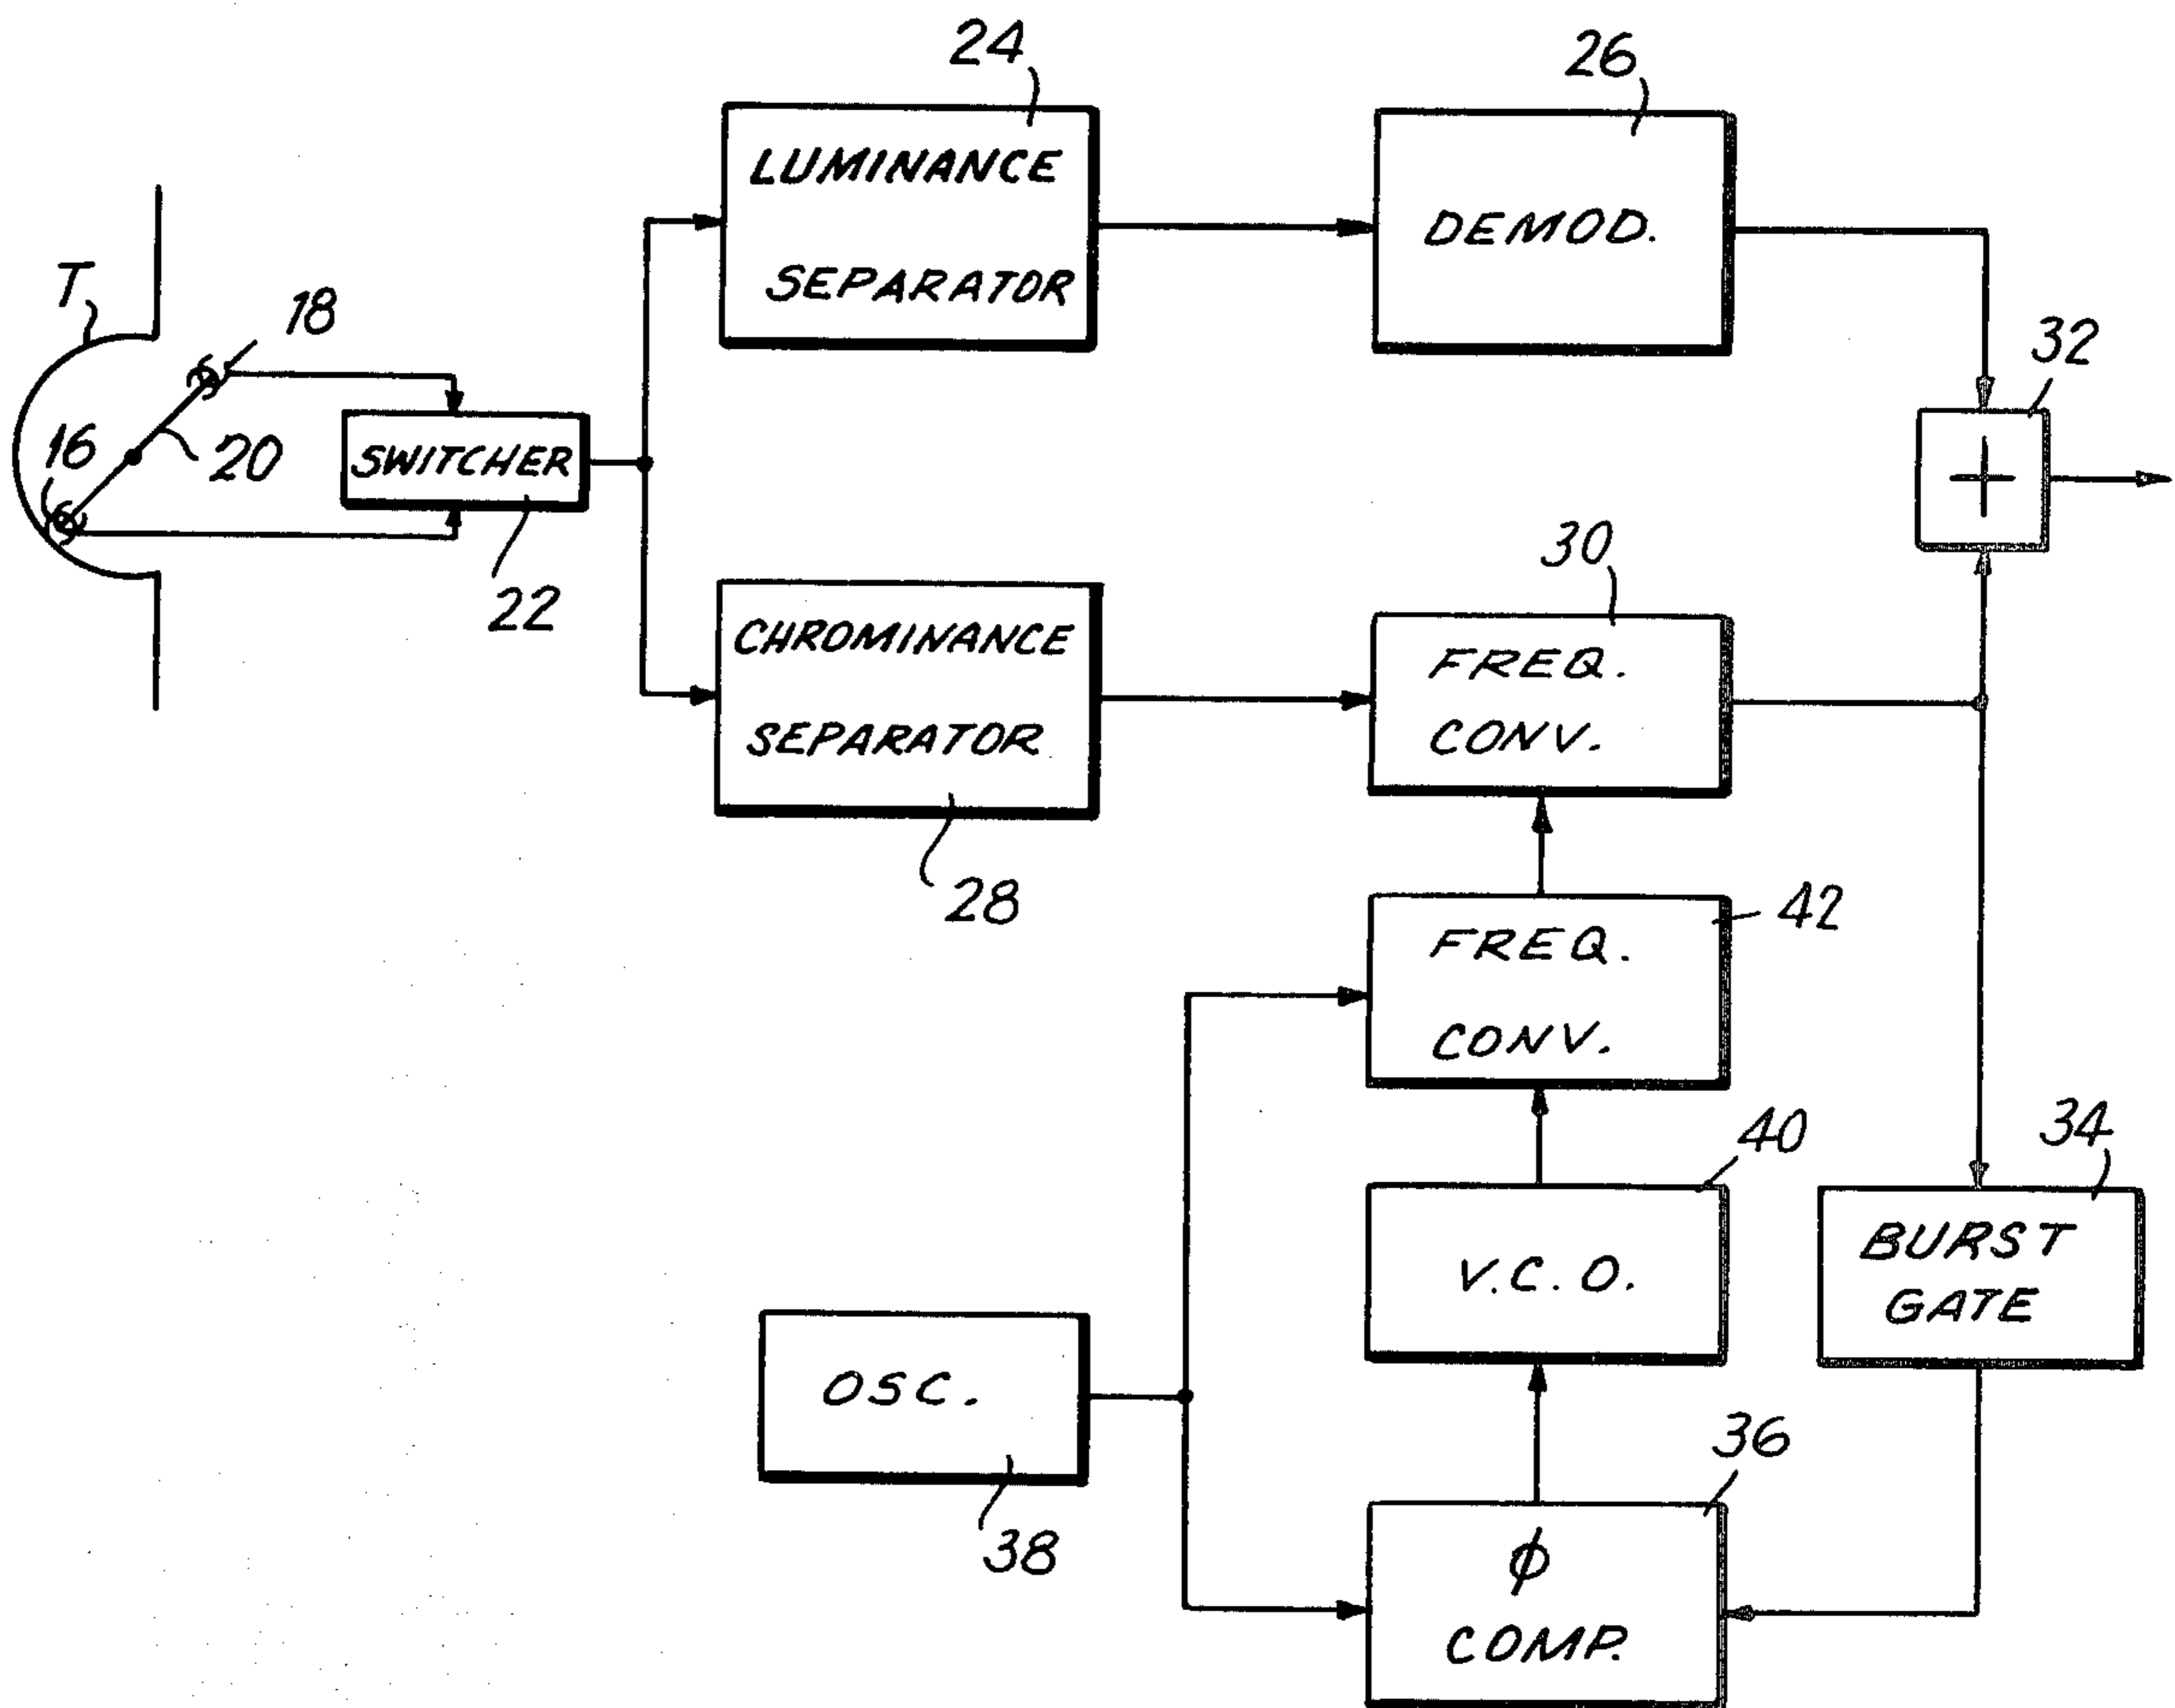 24
26
LUMINANCE
SEPARATOR
DEMOD.
T
18
32
16
20
SWITCHER
+
22
30
CHROMINANCE
SEPARATOR
FREQ.
CONV.
28
42
FREQ.
CONV.
40
34
V.C.O.
BURST
GATE
OSC.
36
38
ϕ
COMP.